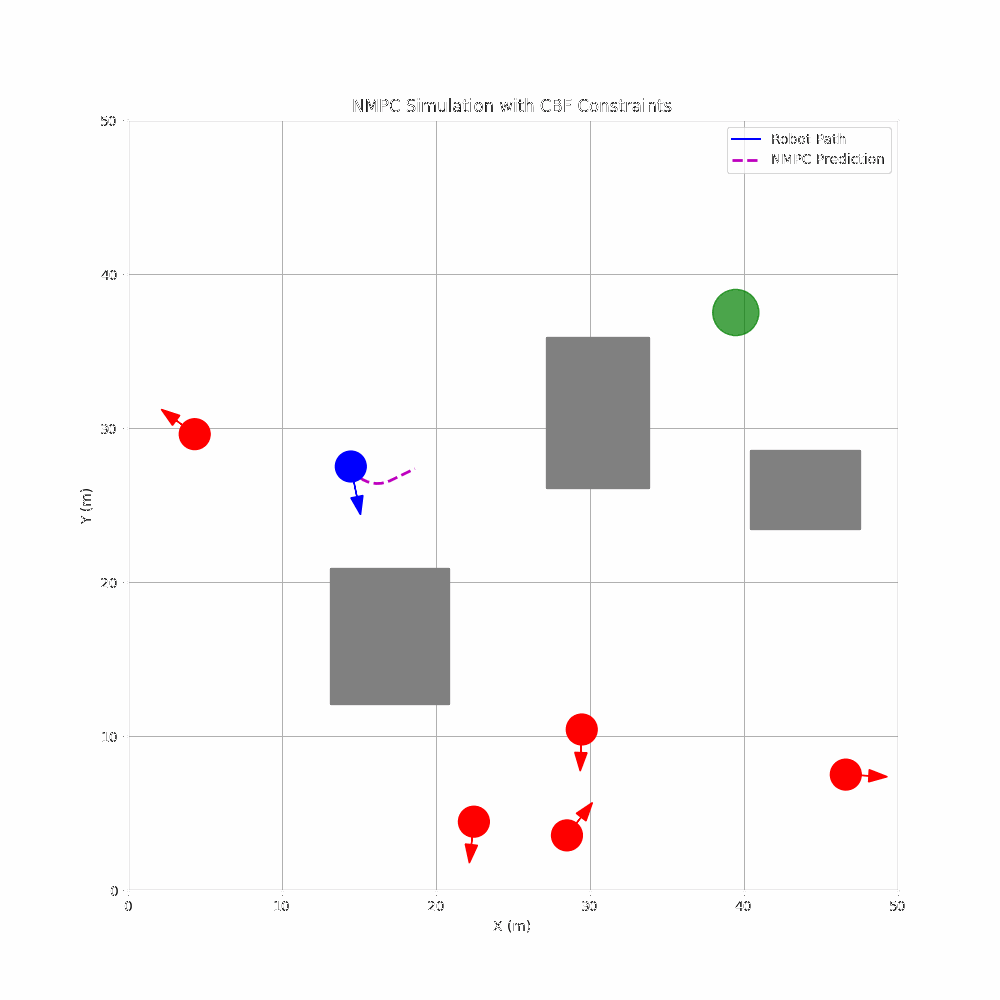 NMPC Simulation with CBF Constraints
Robot Path
NMPC Prediction
50
40
30
20
10
0
Y (m)
0 10 20 30 40 50
X (m)